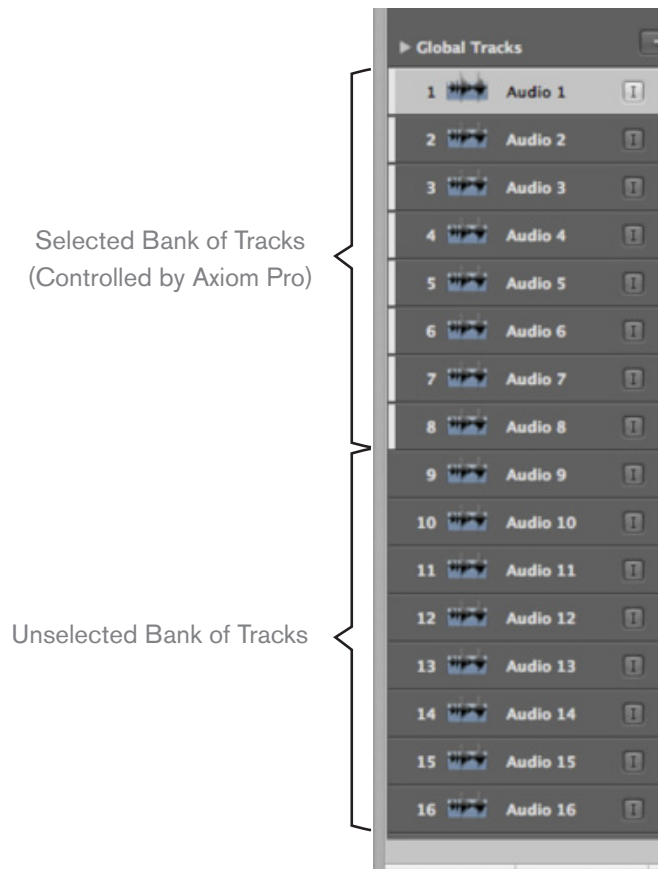 Global Tracks
1 Audio 1 I
2 Audio 2 I
3 Audio 3 I
4 Audio 4 I
Selected Bank of Tracks
(Controlled by Axiom Pro)
5 Audio 5 I
6 Audio 6 I
7 Audio 7 I
8 Audio 8 I
9 Audio 9 I
10 Audio 10 I
11 Audio 11 I
12 Audio 12 I
Unselected Bank of Tracks
13 Audio 13 I
14 Audio 14 I
15 Audio 15 I
16 Audio 16 I